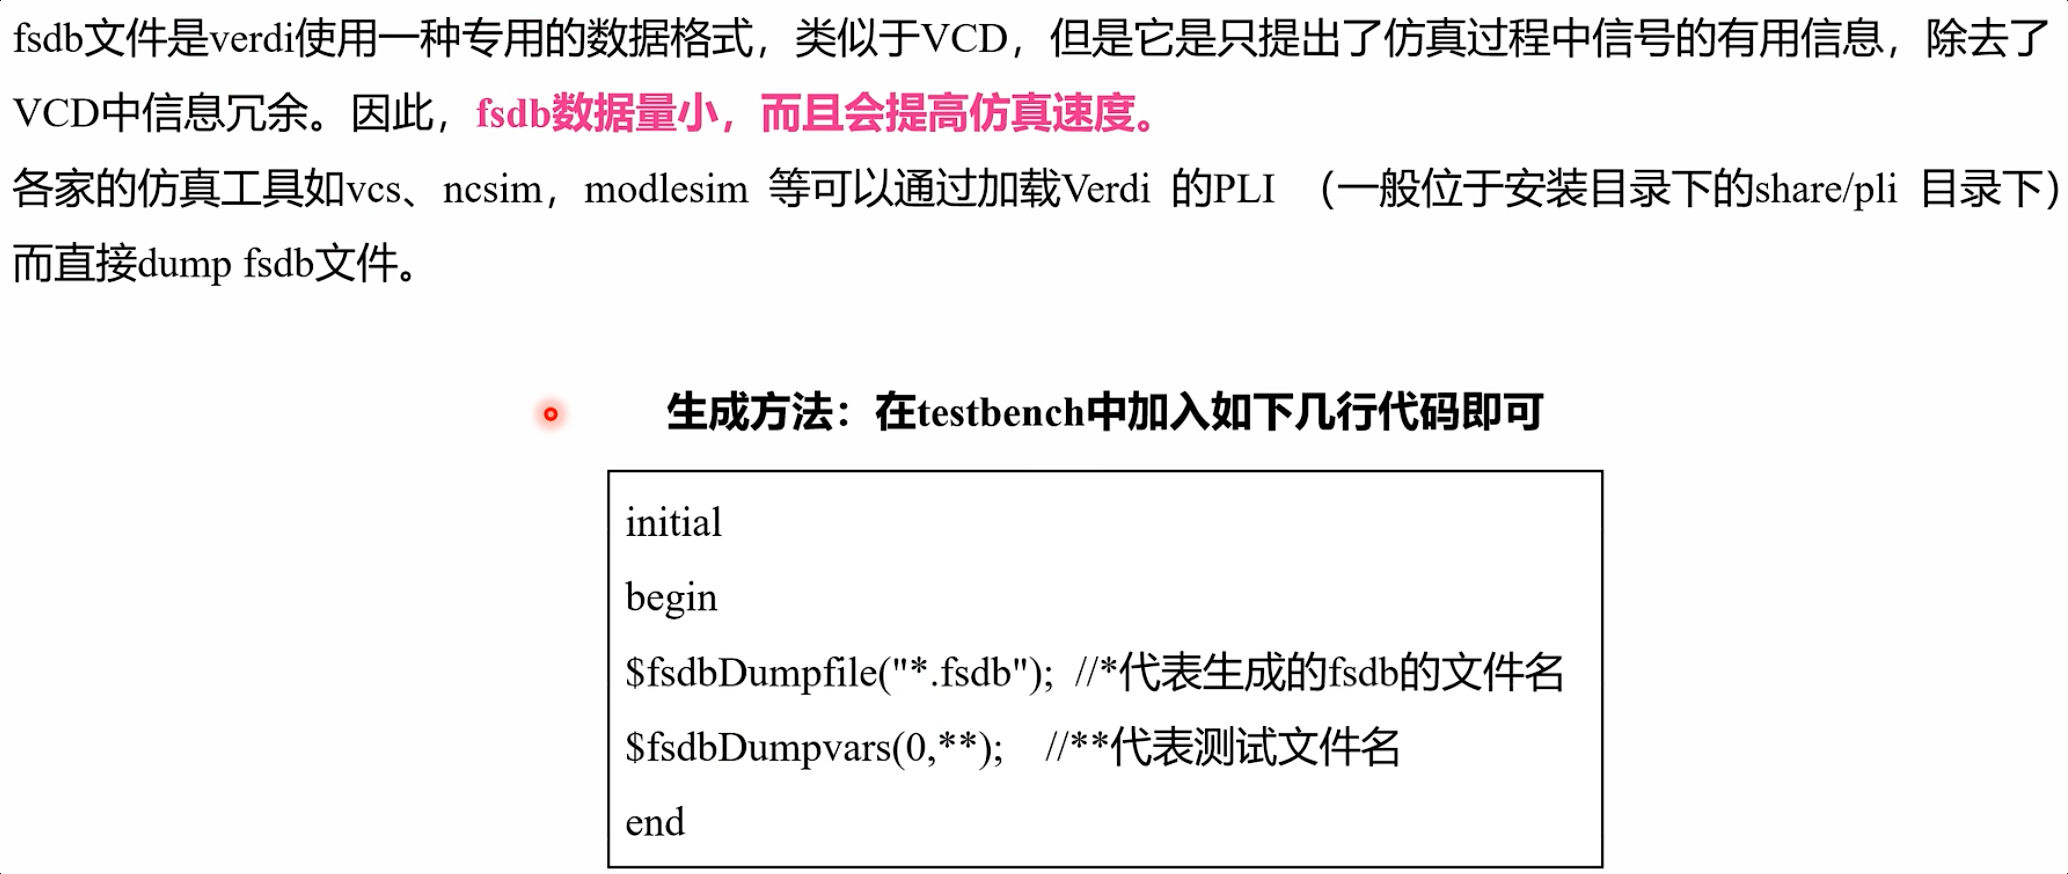 fsdb文件是verdi使用一种专用的数据格式，类似于VCD，但是它是只提出了仿真过程中信号的有用信息，除去了
VCD中信息冗余。因此，fsdb数据量小，而且会提高仿真速度。
各家的仿真工具如vcs、ncsim，modlesim 等可以通过加载Verdi 的PLI （一般位于安装目录下的share/pli 目录下）
而直接dump fsdb文件。
生成方法：在testbench中加入如下几行代码即可
initial
begin
$fsdbDumpfile("*.fsdb"); //*代表生成的fsdb的文件名
$fsdbDumpvars(0,**); //**代表测试文件名
end